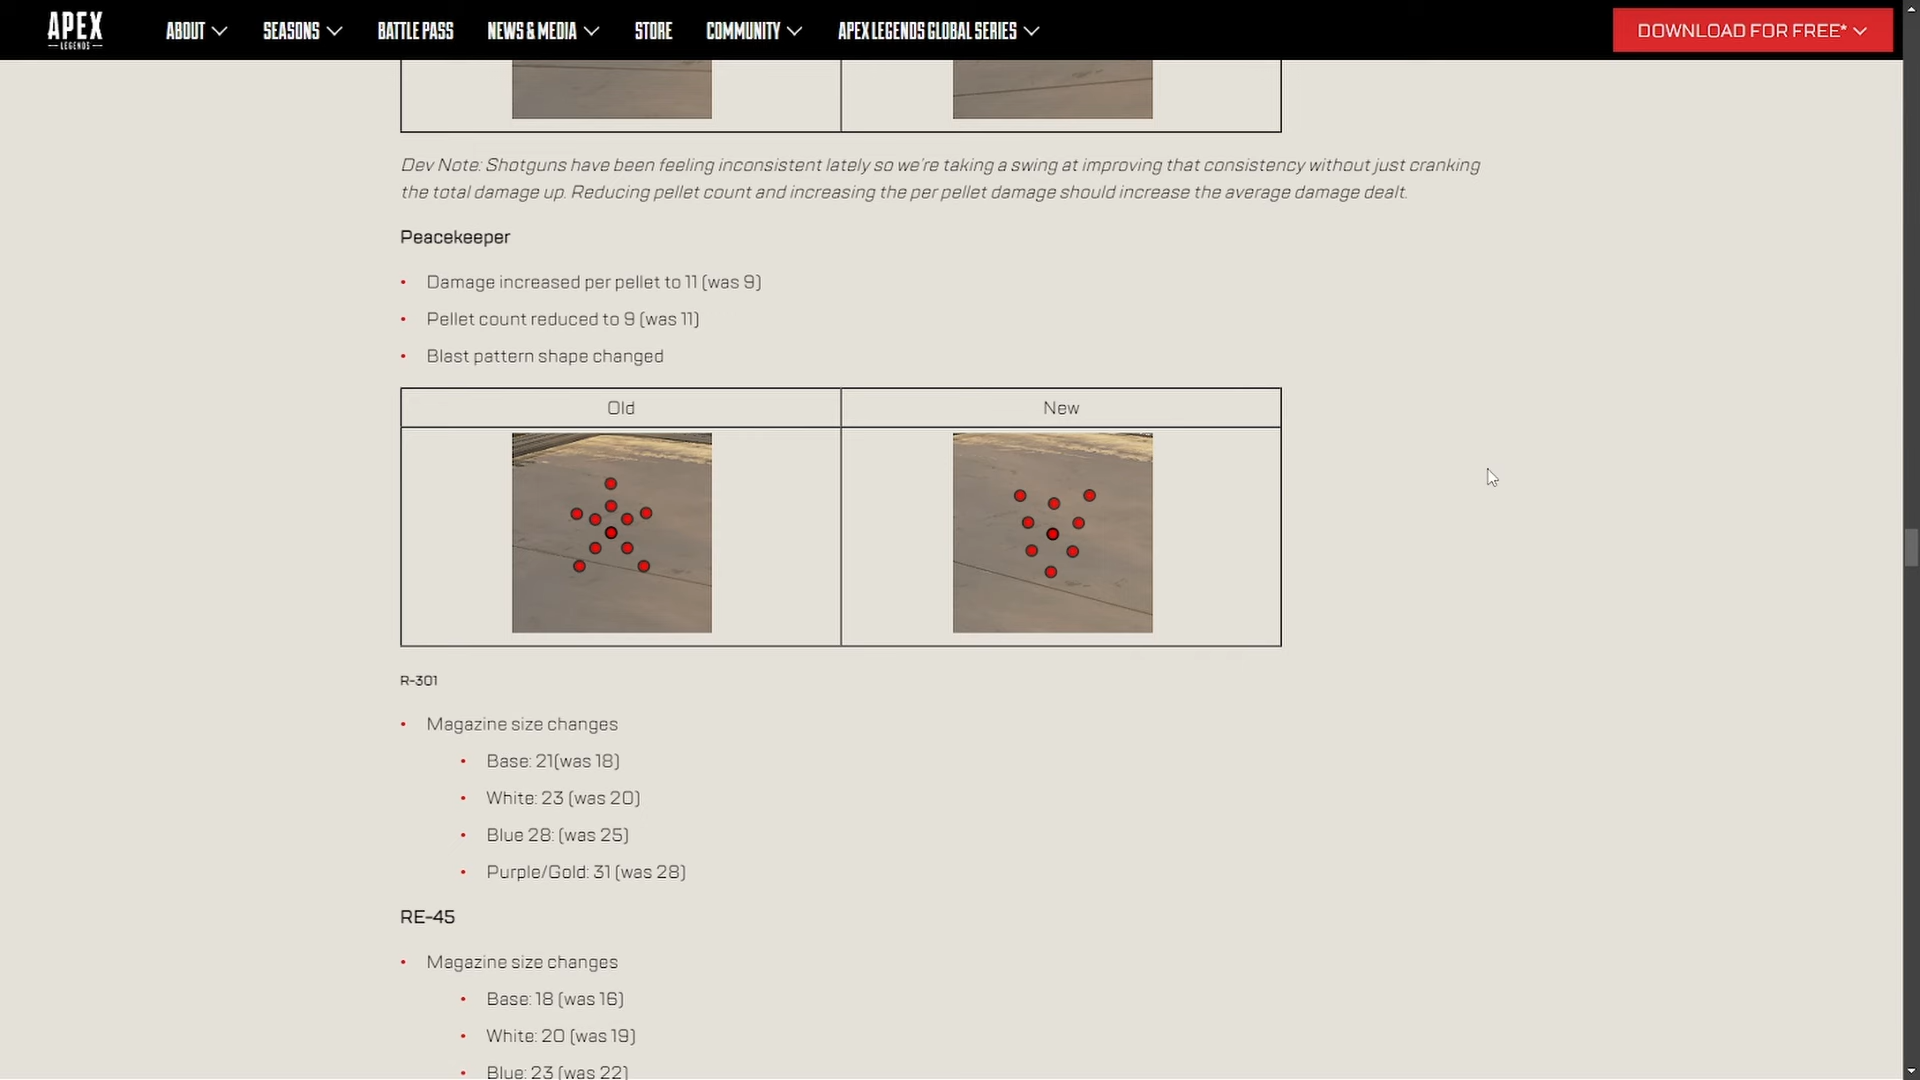 APEX
LEGENDS
ABOUT
SEASONS
BATTLE PASS
NEWS & MEDIA
STORE
COMMUNITY
APEX LEGENDS GLOBAL SERIES
DOWNLOAD FOR FREE*
Dev Note: Shotguns have been feeling inconsistent lately so we're taking a swing at improving that consistency without just cranking
the total damage up. Reducing pellet count and increasing the per pellet damage should increase the average damage dealt.
Peacekeeper
• Damage increased per pellet to 11 (was 9)
• Pellet count reduced to 9 (was 11)
• Blast pattern shape changed
Old
New
R-301
• Magazine size changes
• Base: 21(was 18)
• White: 23 (was 20)
• Blue 28: (was 25)
• Purple/Gold: 31 (was 28)
RE-45
• Magazine size changes
• Base: 18 (was 16)
• White: 20 (was 19)
• Blue: 23 (was 22)